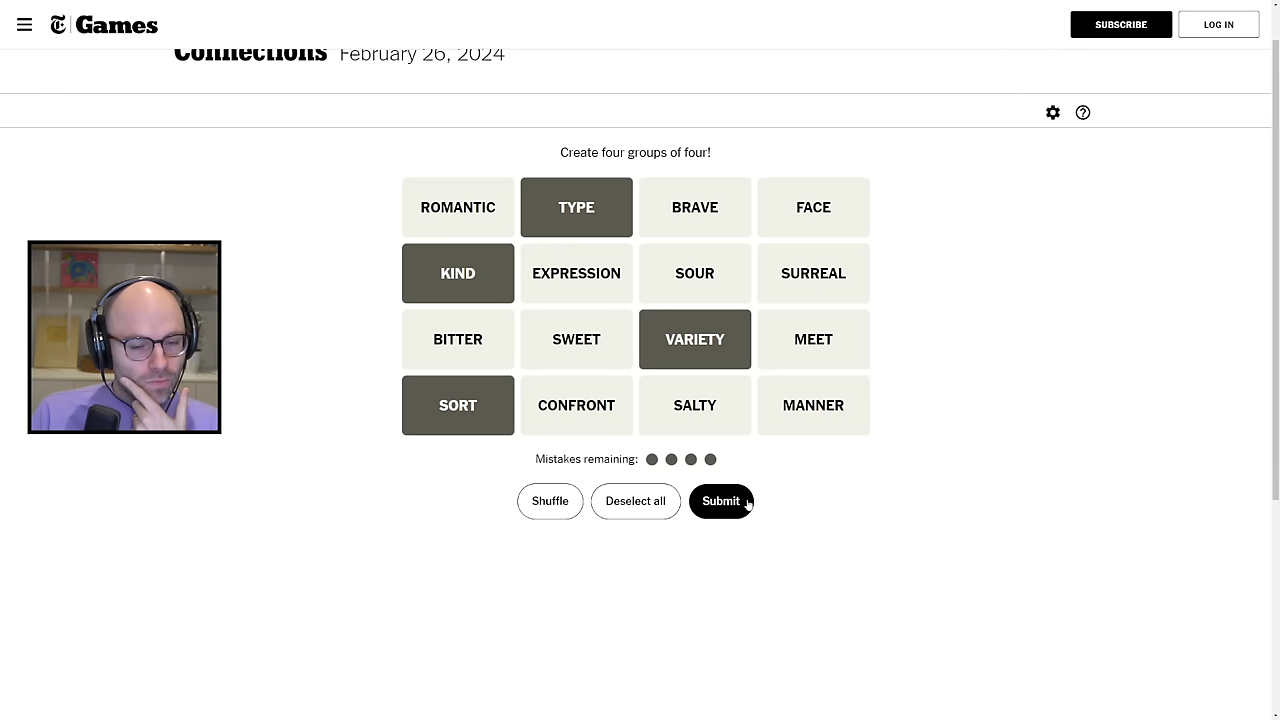 Games
SUBSCRIBE
LOG IN
Connections February 26, 2024
Create four groups of four!
ROMANTIC TYPE BRAVE FACE
KIND EXPRESSION SOUR SURREAL
BITTER SWEET VARIETY MEET
SORT CONFRONT SALTY MANNER
Mistakes remaining:
Shuffle Deselect all Submit